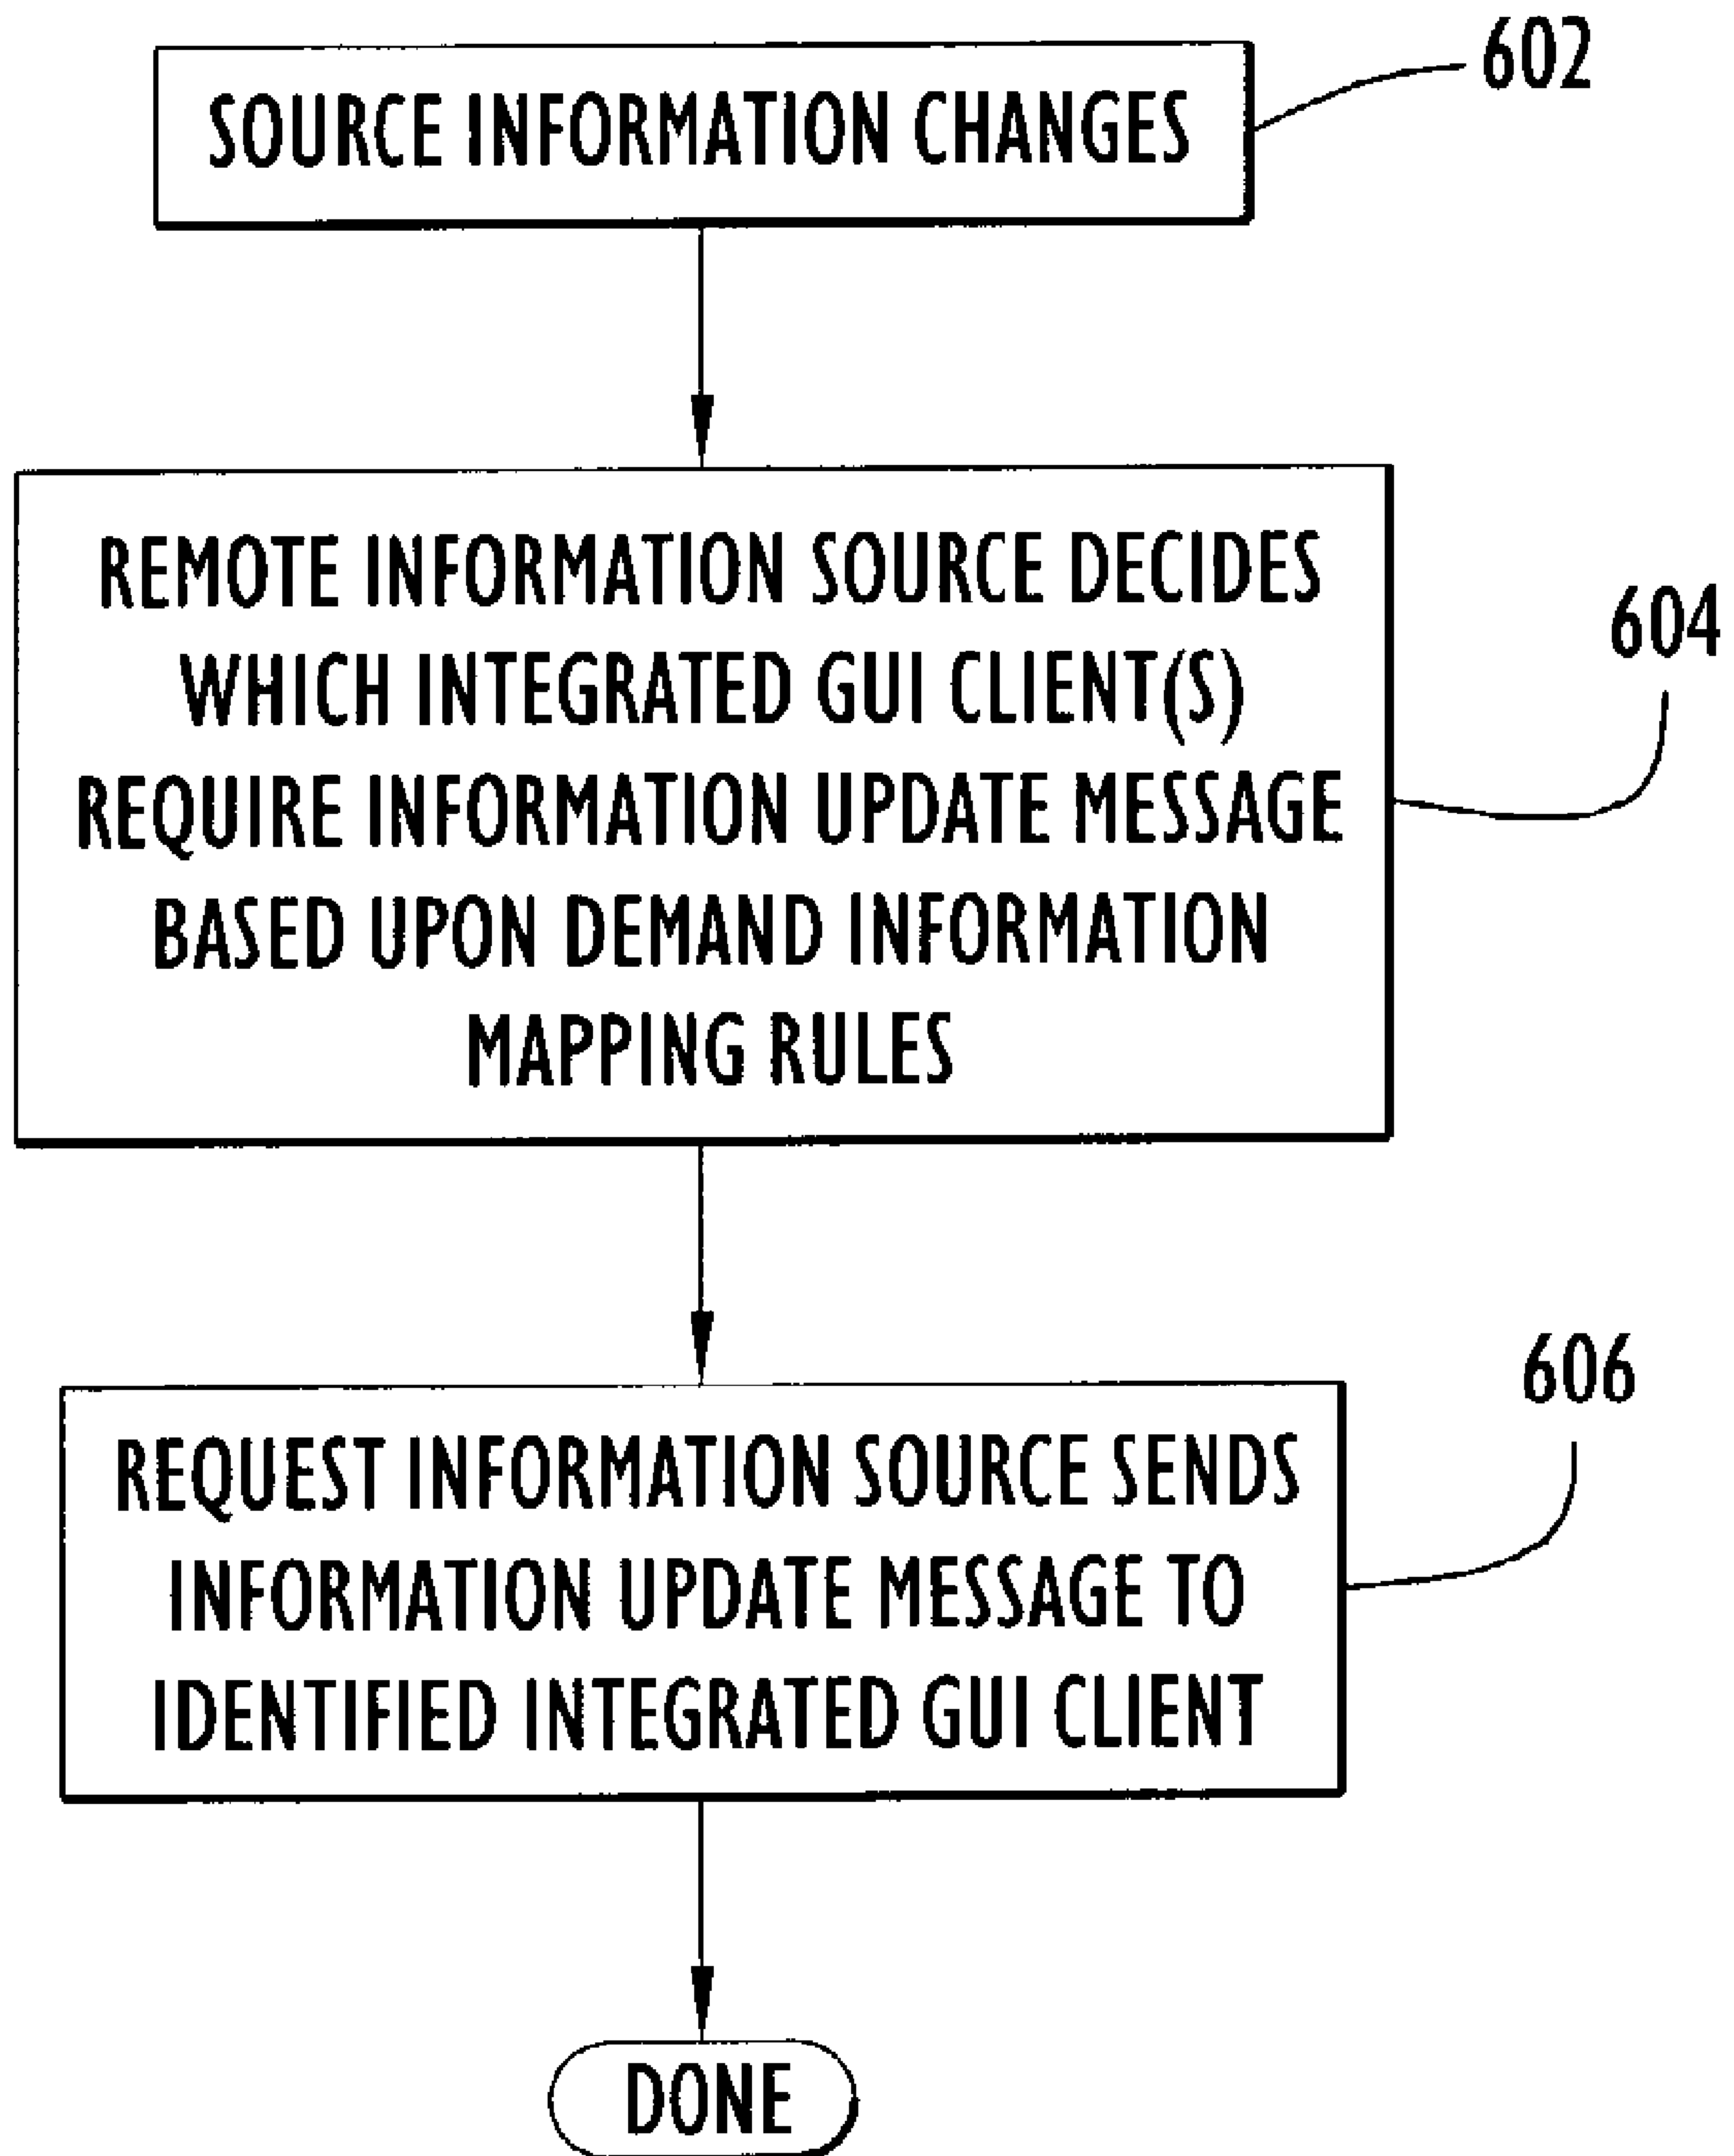 SOURCE INFORMATION CHANGES
602
REMOTE INFORMATION SOURCE DECIDES
WHICH INTEGRATED GUI CLIENT(S)
REQUIRE INFORMATION UPDATE MESSAGE
BASED UPON DEMAND INFORMATION
MAPPING RULES
604
REQUEST INFORMATION SOURCE SENDS
INFORMATION UPDATE MESSAGE TO
IDENTIFIED INTEGRATED GUI CLIENT
606
DONE